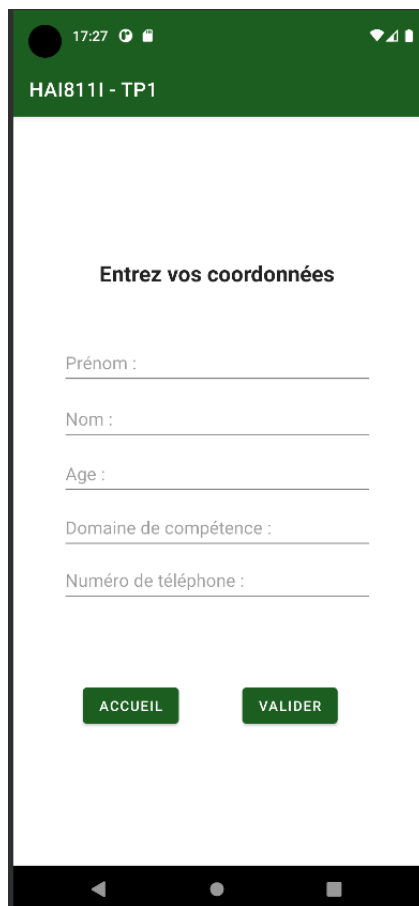 17:27
HAI811I - TP1
Entrez vos coordonnées
Prénom :
Nom :
Age :
Domaine de compétence :
Numéro de téléphone :
ACCUEIL VALIDER